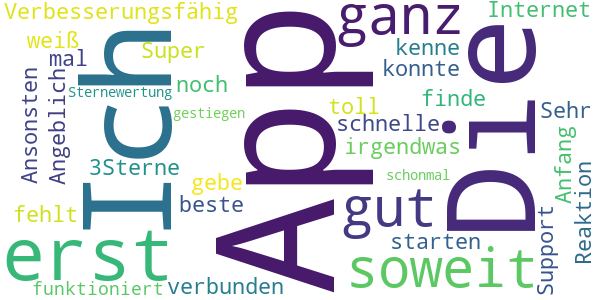 Verbesserungsfähig
ganz
Internet
weiß
Super
kenne
mal
konnte
Ich
App
Die
Ansonsten
Angeblich
Sternewertung
noch
gestiegen
toll
finde
Sehr
schnelle
irgendwas
Anfang
3Sterne
schonmal
gebe
beste
gut
fehlt
Support
Reaktion
erst
starten
soweit
funktioniert
verbunden